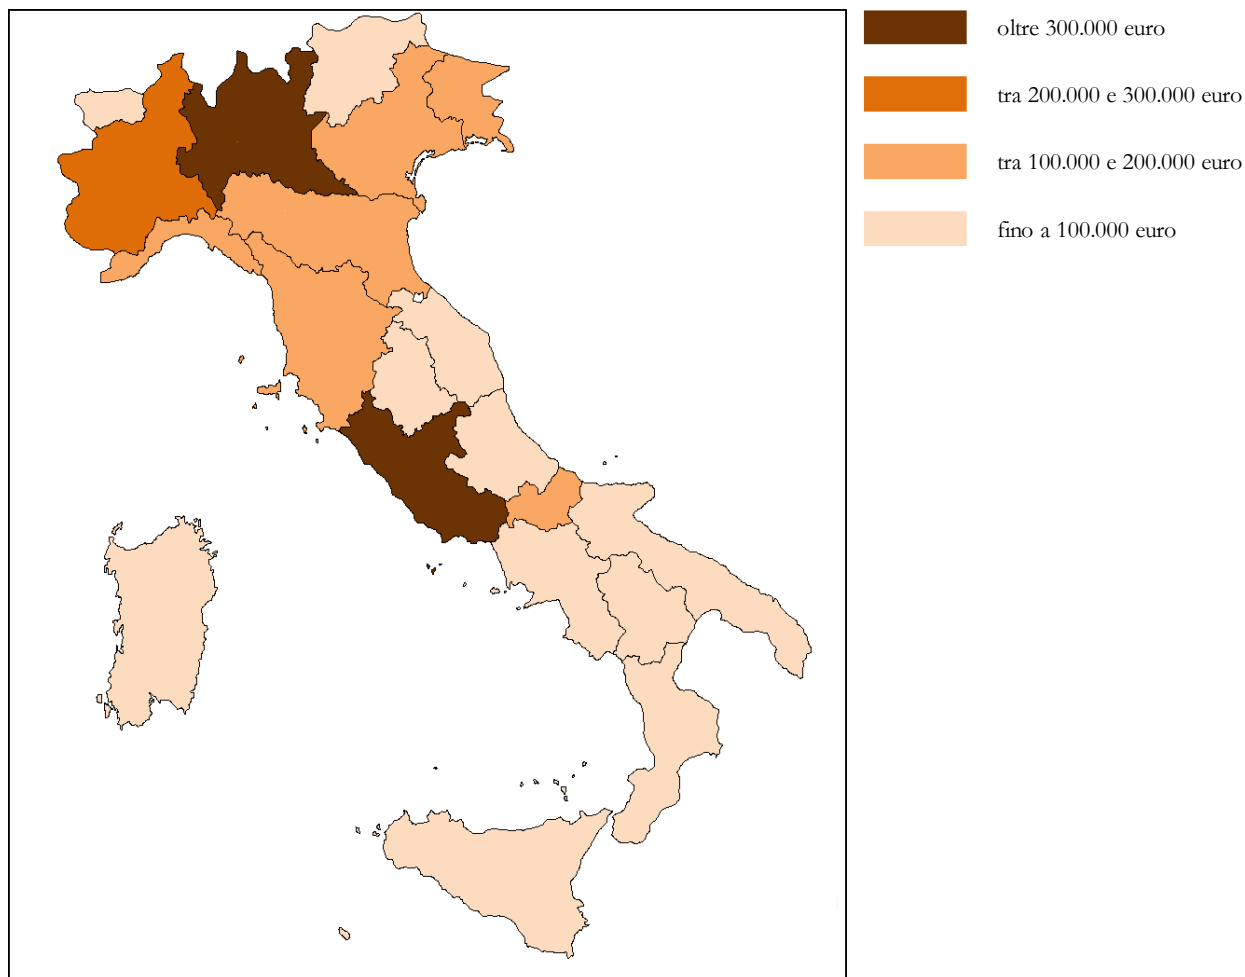 oltre 300.000 euro
tra 200.000 e 300.000 euro
tra 100.000 e 200.000 euro
fino a 100.000 euro